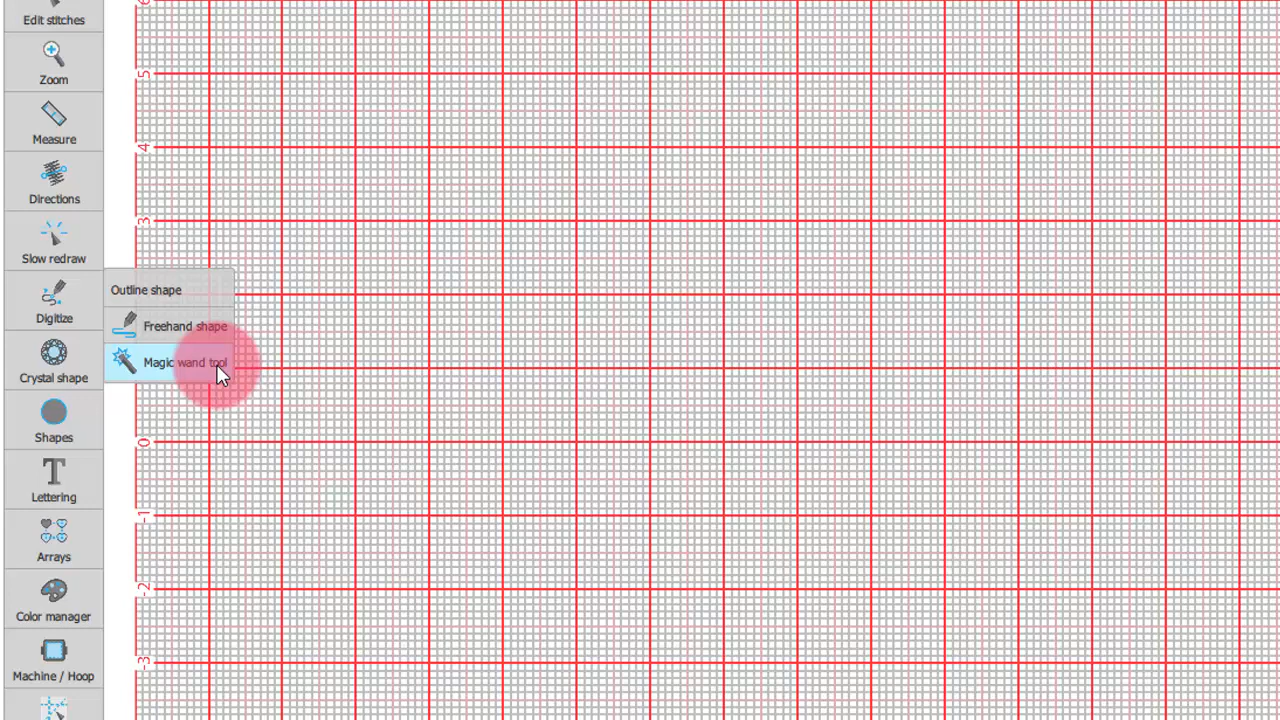 Edit stitches
Zoom
Measure
Directions
Slow redraw
Digitize
Crystal shape
Shapes
Lettering
Arrays
Color manager
Machine / Hoop
Outline shape
Freehand shape
Magic wand tool
6
5
4
3
0
-1
-2
-3